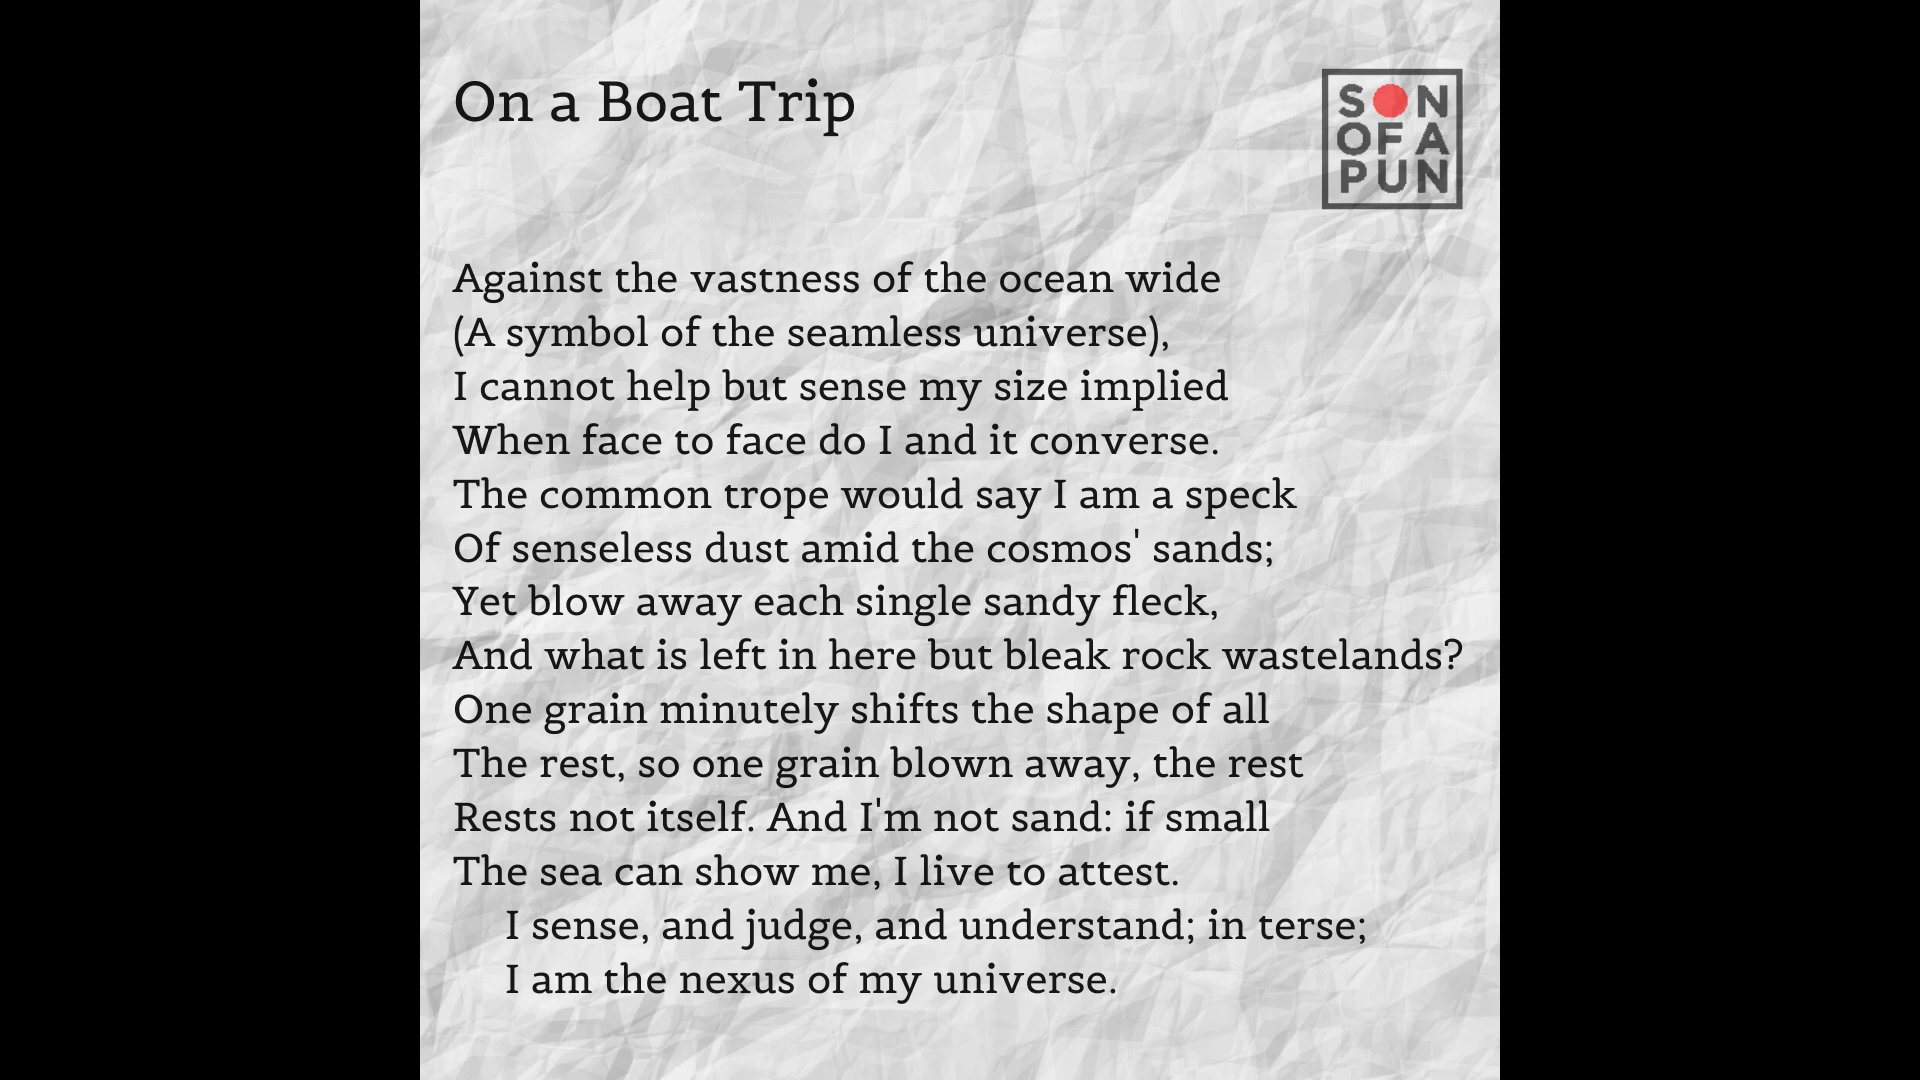 On a Boat Trip
SON
OF A
PUN
Against the vastness of the ocean wide
(A symbol of the seamless universe),
I cannot help but sense my size implied
When face to face do I and it converse.
The common trope would say I am a speck
Of senseless dust amid the cosmos' sands;
Yet blow away each single sandy fleck,
And what is left in here but bleak rock wastelands?
One grain minutely shifts the shape of all
The rest, so one grain blown away, the rest
Rests not itself. And I'm not sand: if small
The sea can show me, I live to attest.
I sense, and judge, and understand; in terse;
I am the nexus of my universe.